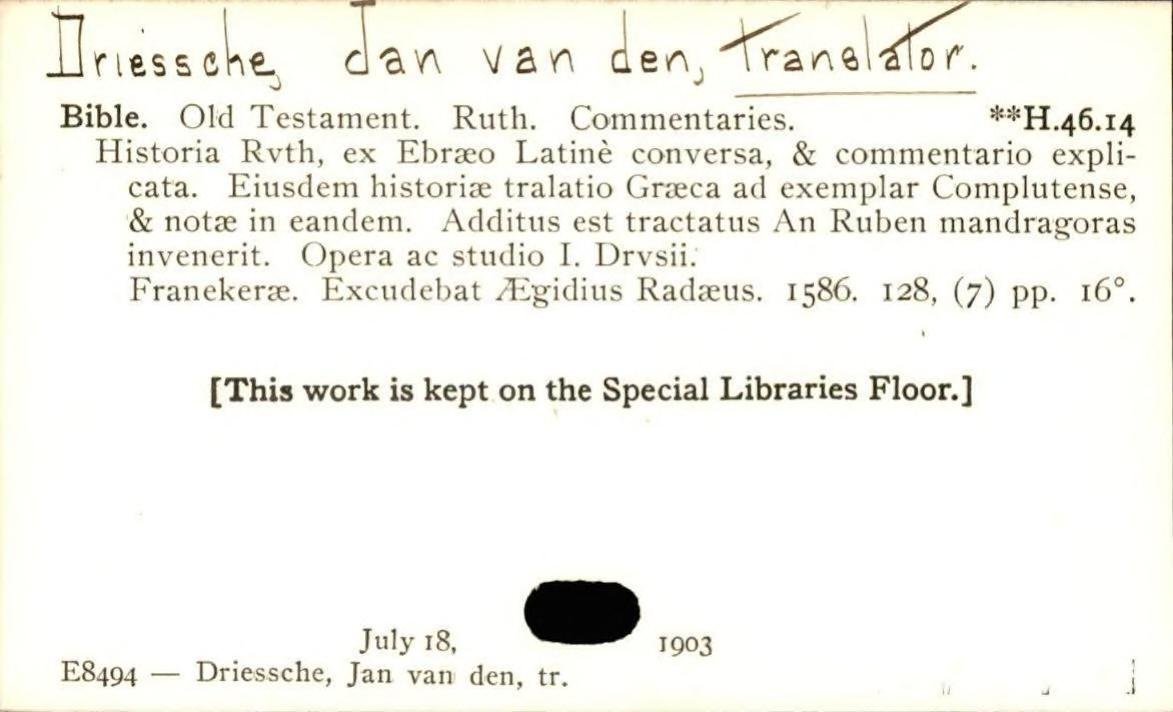 Driessche, Jan van den, translator.
Bible. Old Testament. Ruth. Commentaries. **H.46.14
Historia Rvth, ex Ebræo Latinè conversa, & commentario expli-
cata. Eiusdem historiæ tralatio Græca ad exemplar Complutense,
& notæ in eandem. Additus est tractatus An Ruben mandragoras
invenerit. Opera ac studio I. Drvsii.
Franekeræ. Excudebat Ægidius Radæus. 1586. 128, (7) pp. 16°.
[This work is kept on the Special Libraries Floor.]
July 18, 1903
E8494 — Driessche, Jan van den, tr.